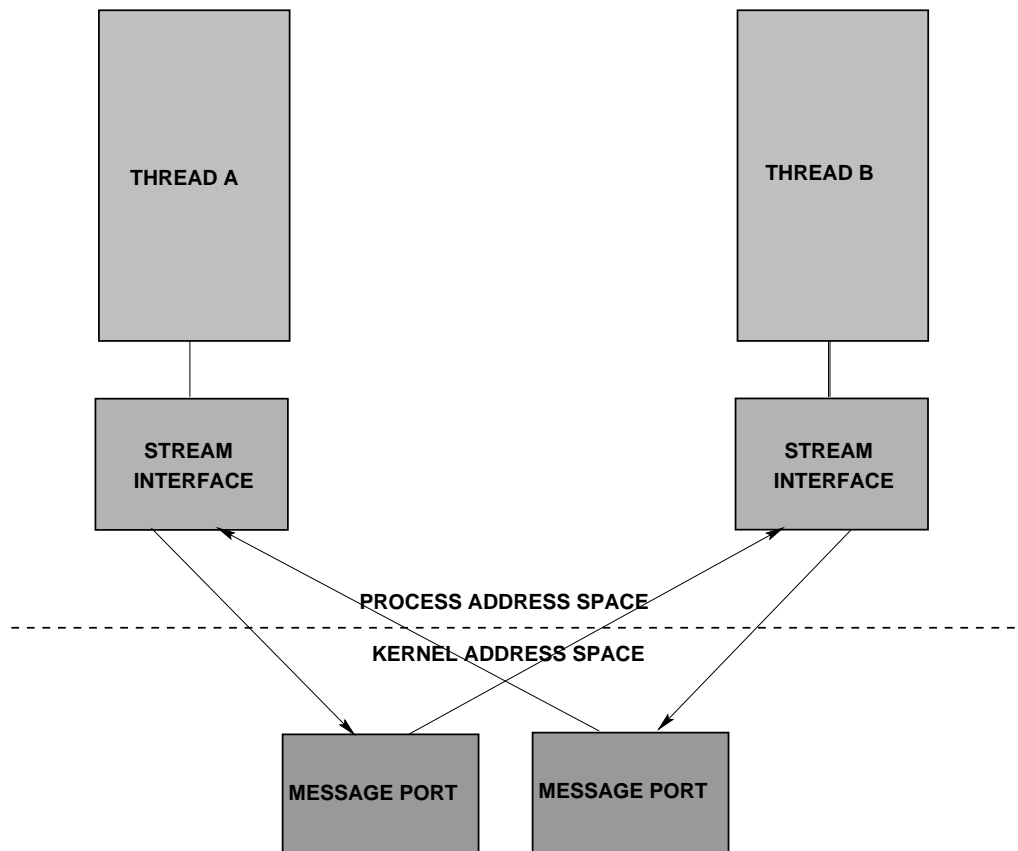 THREAD A
THREAD B
STREAM
INTERFACE
STREAM
INTERFACE
PROCESS ADDRESS SPACE
KERNEL ADDRESS SPACE
MESSAGE PORT
MESSAGE PORT